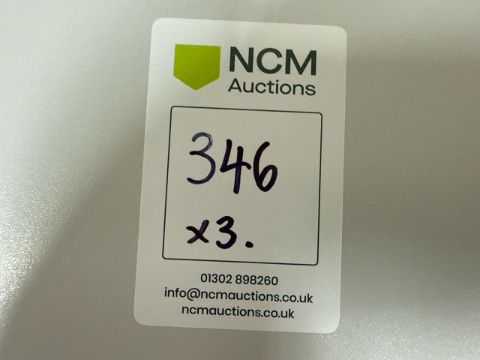 NCM
Auctions
346
x3.
01302 898260
info@ncmauctions.co.uk
ncmauctions.co.uk